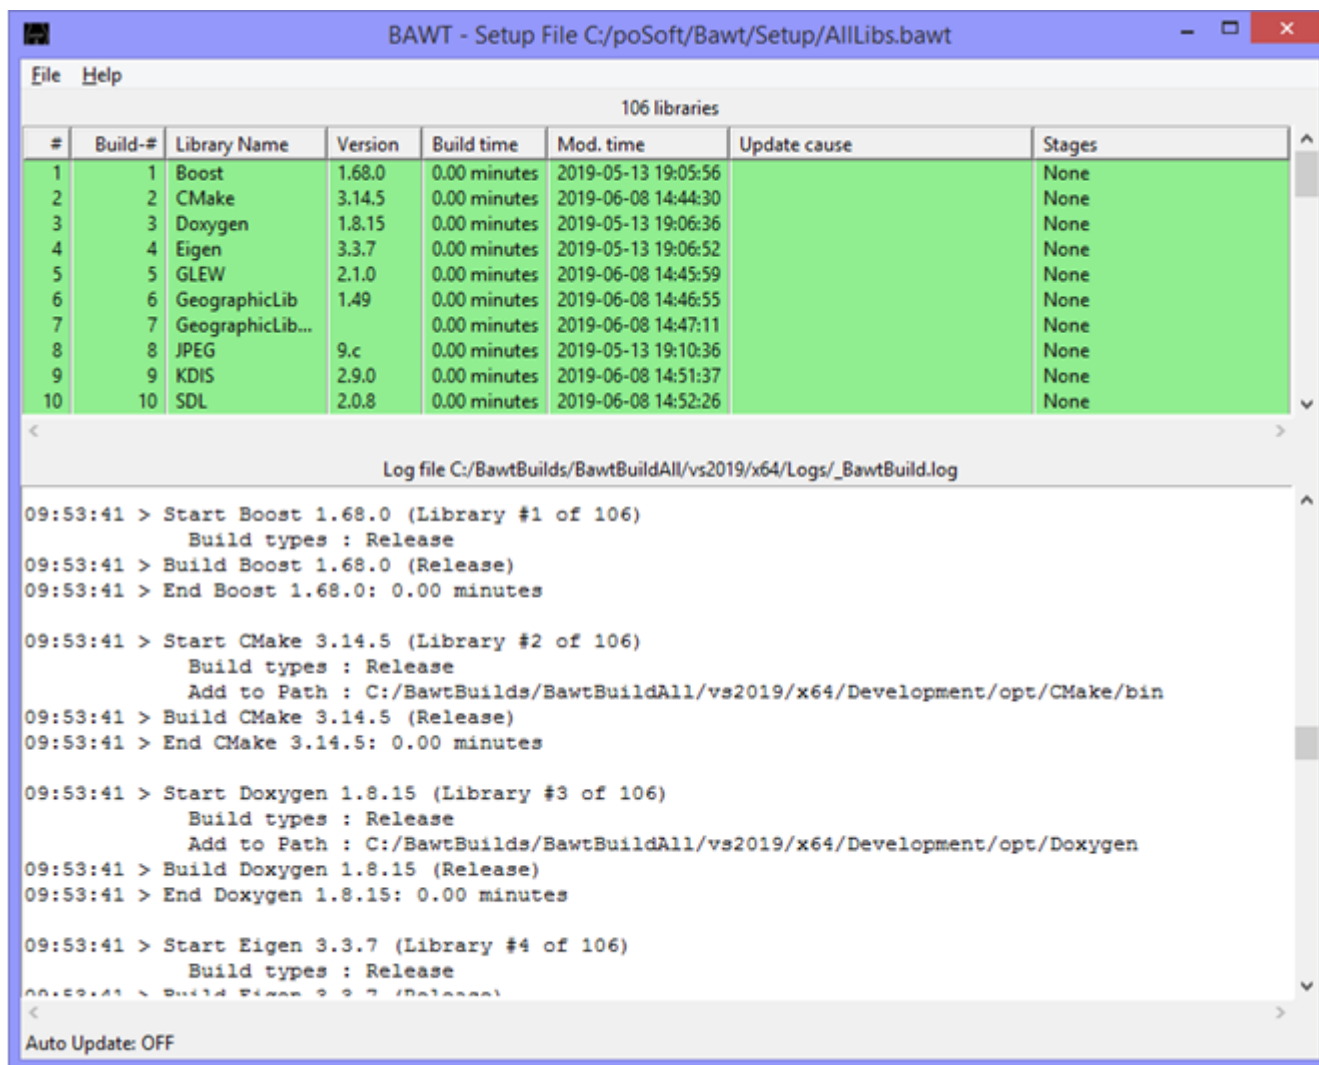 BAWT - Setup File C:/poSoft/Bawt/Setup/AllLibs.bawt
File Help
106 libraries
# Build-# Library Name Version Build time Mod. time Update cause Stages
1 1 Boost 1.68.0 0.00 minutes 2019-05-13 19:05:56 None
2 2 CMake 3.14.5 0.00 minutes 2019-06-08 14:44:30 None
3 3 Doxygen 1.8.15 0.00 minutes 2019-05-13 19:06:36 None
4 4 Eigen 3.3.7 0.00 minutes 2019-05-13 19:06:52 None
5 5 GLEW 2.1.0 0.00 minutes 2019-06-08 14:45:59 None
6 6 GeographicLib 1.49 0.00 minutes 2019-06-08 14:46:55 None
7 7 GeographicLib... 0.00 minutes 2019-06-08 14:47:11 None
8 8 JPEG 9.c 0.00 minutes 2019-05-13 19:10:36 None
9 9 KDIS 2.9.0 0.00 minutes 2019-06-08 14:51:37 None
10 10 SDL 2.0.8 0.00 minutes 2019-06-08 14:52:26 None
Log file C:/BawtBuilds/BawtBuildAll/vs2019/x64/Logs/_BawtBuild.log
09:53:41 > Start Boost 1.68.0 (Library #1 of 106)
Build types : Release
09:53:41 > Build Boost 1.68.0 (Release)
09:53:41 > End Boost 1.68.0: 0.00 minutes
09:53:41 > Start CMake 3.14.5 (Library #2 of 106)
Build types : Release
Add to Path : C:/BawtBuilds/BawtBuildAll/vs2019/x64/Development/opt/CMake/bin
09:53:41 > Build CMake 3.14.5 (Release)
09:53:41 > End CMake 3.14.5: 0.00 minutes
09:53:41 > Start Doxygen 1.8.15 (Library #3 of 106)
Build types : Release
Add to Path : C:/BawtBuilds/BawtBuildAll/vs2019/x64/Development/opt/Doxygen
09:53:41 > Build Doxygen 1.8.15 (Release)
09:53:41 > End Doxygen 1.8.15: 0.00 minutes
09:53:41 > Start Eigen 3.3.7 (Library #4 of 106)
Build types : Release
09:53:41 > Build Eigen 3.3.7 (Release)
Auto Update: OFF